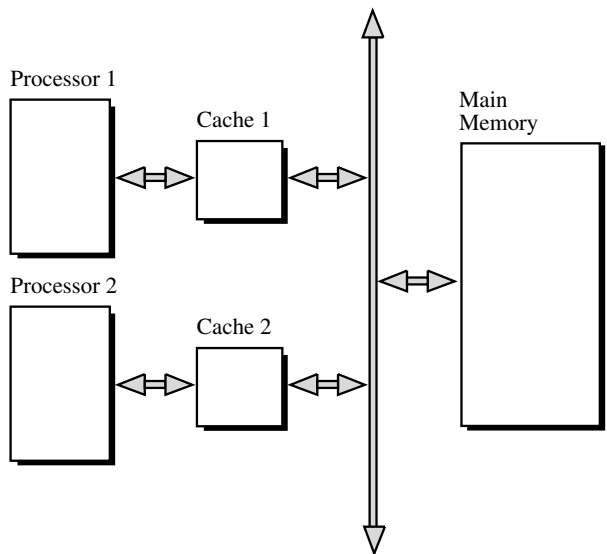 Processor 1
Cache 1
Main
Memory
Processor 2
Cache 2